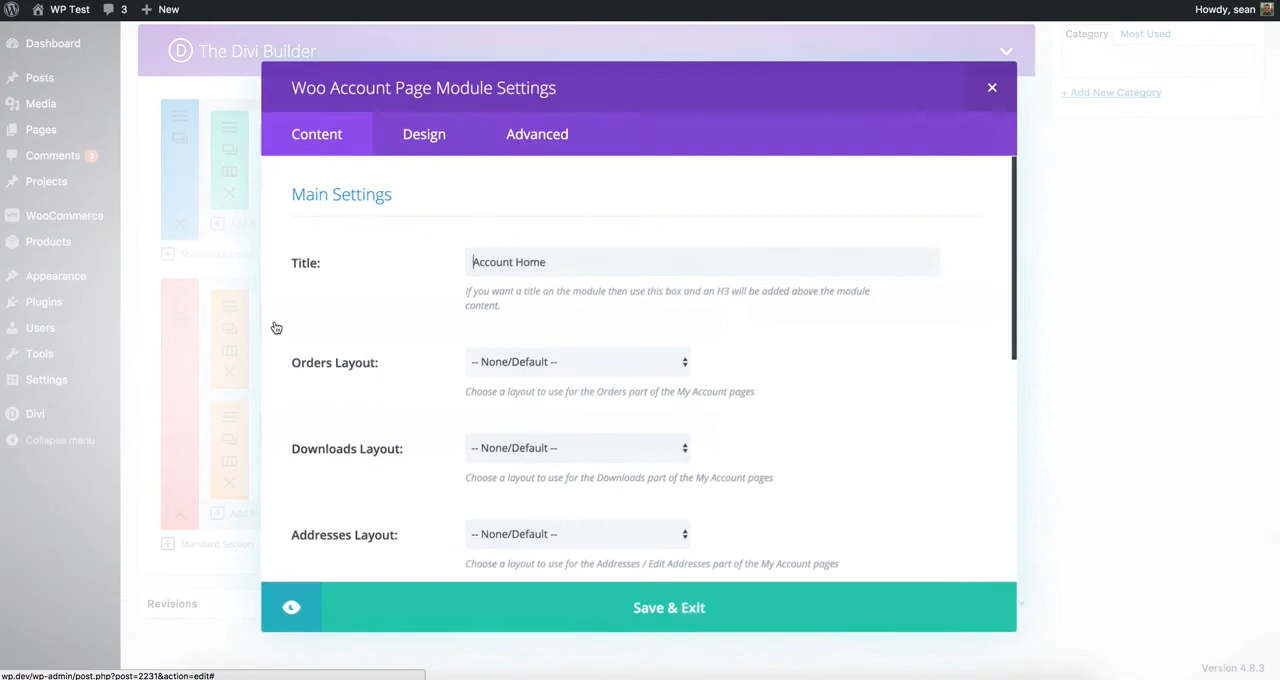 WP Test 3 New Howdy, sean
Dashboard
Posts
Media
Pages
Comments 3
Projects
WooCommerce
Products
Appearance
Plugins
Users
Tools
Settings
Divi
Collapse menu
D The Divi Builder
Woo Account Page Module Settings
Content Design Advanced
Main Settings
Title: Account Home
If you want a title on the module then use this box and an H3 will be added above the module
content.
Orders Layout: -- None/Default --
Choose a layout to use for the Orders part of the My Account pages
Downloads Layout: -- None/Default --
Choose a layout to use for the Downloads part of the My Account pages
Addresses Layout: -- None/Default --
Choose a layout to use for the Addresses / Edit Addresses part of the My Account pages
Save & Exit
Standard Section
Revisions
Category Most Used
+ Add New Category
Version 4.8.3
wp.dev/wp-admin/post.php?post=2231&action=edit#